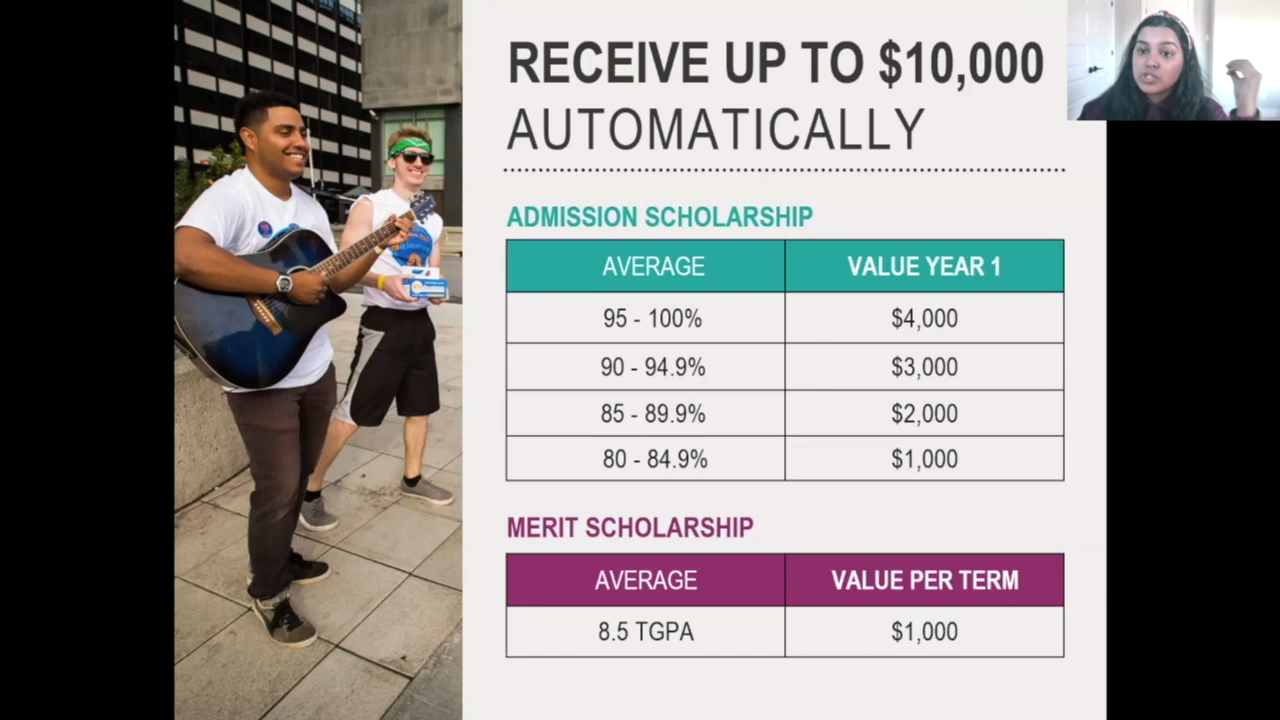 RECEIVE UP TO $10,000
AUTOMATICALLY
ADMISSION SCHOLARSHIP
AVERAGE VALUE YEAR 1
95 - 100% $4,000
90 - 94.9% $3,000
85 - 89.9% $2,000
80 - 84.9% $1,000
MERIT SCHOLARSHIP
AVERAGE VALUE PER TERM
8.5 TGPA $1,000